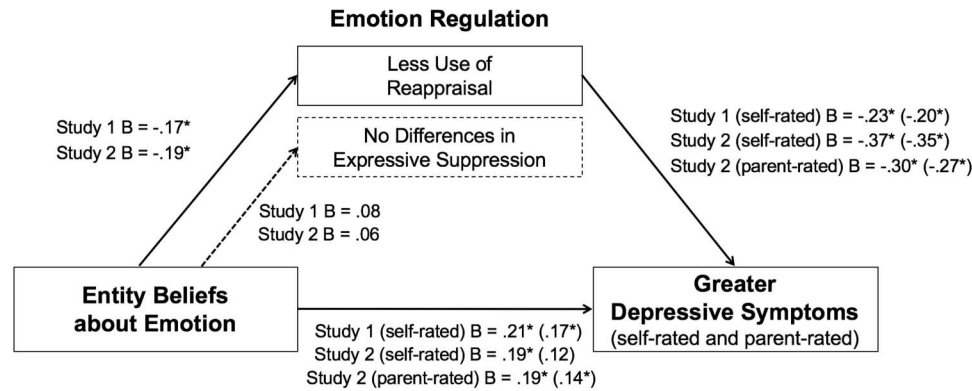 Emotion Regulation
Less Use of
Reappraisal
Study 1 B = -.17*
Study 2 B = -.19*
No Differences in
Expressive Suppression
Study 1 (self-rated) B = -.23* (-.20*)
Study 2 (self-rated) B = -.37* (-.35*)
Study 2 (parent-rated) B = -.30* (-.27*)
Study 1 B = .08
Study 2 B = .06
Entity Beliefs
about Emotion
Greater
Depressive Symptoms
(self-rated and parent-rated)
Study 1 (self-rated) B = .21* (.17*)
Study 2 (self-rated) B = .19* (.12)
Study 2 (parent-rated) B = .19* (.14*)